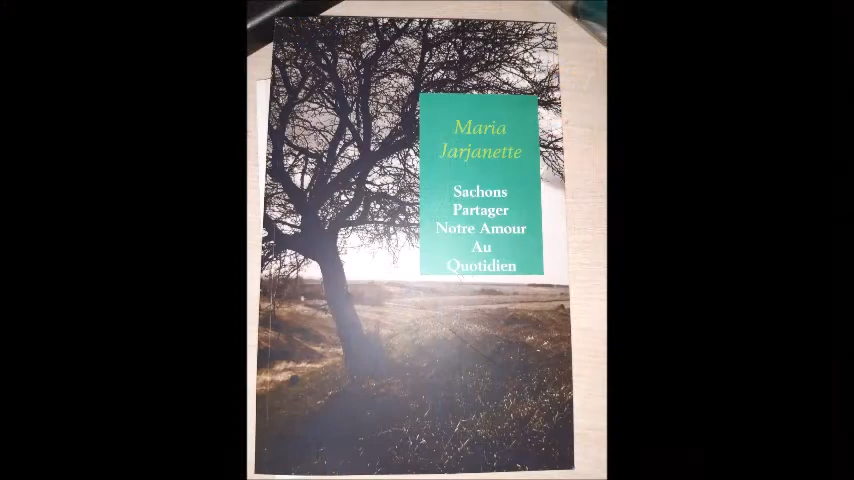 Maria
Jarjanette
Sachons
Partager
Notre Amour
Au
Quotidien